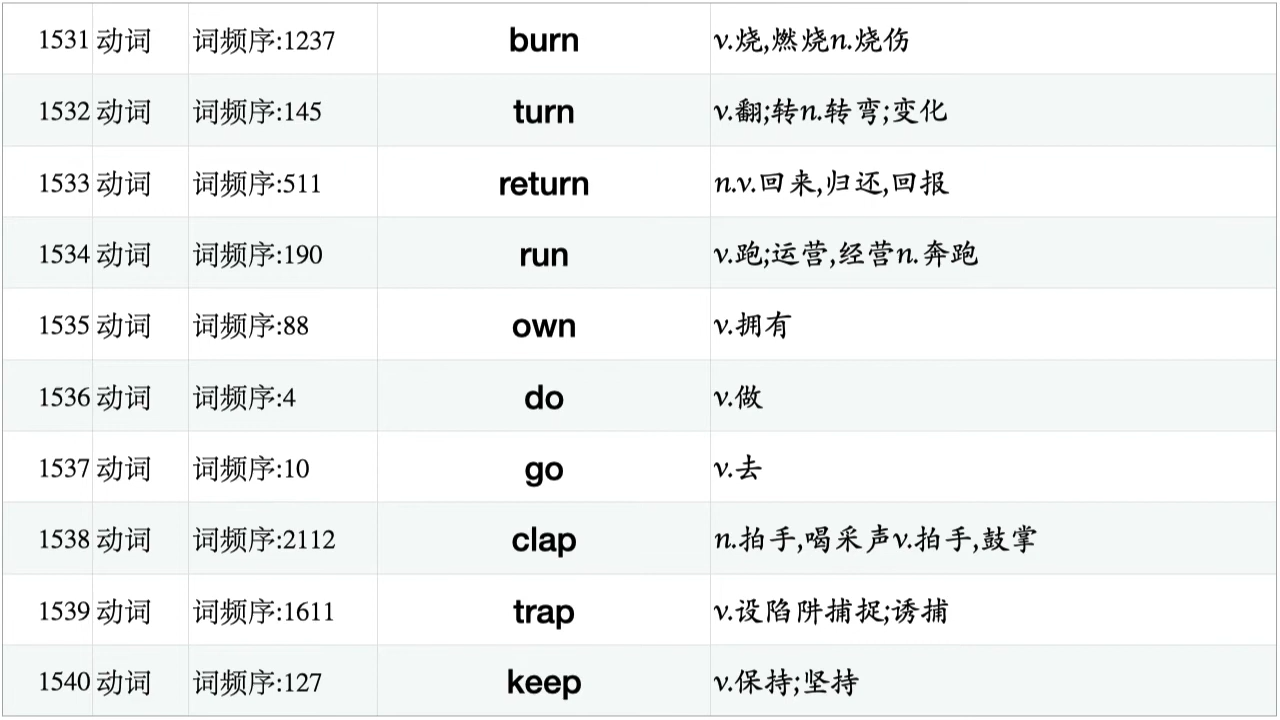 1531 动词 词频序:1237 burn v.烧,燃烧n.烧伤
1532 动词 词频序:145 turn v.翻;转n.转弯;变化
1533 动词 词频序:511 return n.v.回来,归还,回报
1534 动词 词频序:190 run v.跑;运营,经营n.奔跑
1535 动词 词频序:88 own v.拥有
1536 动词 词频序:4 do v.做
1537 动词 词频序:10 go v.去
1538 动词 词频序:2112 clap n.拍手,喝采声v.拍手,鼓掌
1539 动词 词频序:1611 trap v.设陷阱捕捉;诱捕
1540 动词 词频序:127 keep v.保持;坚持